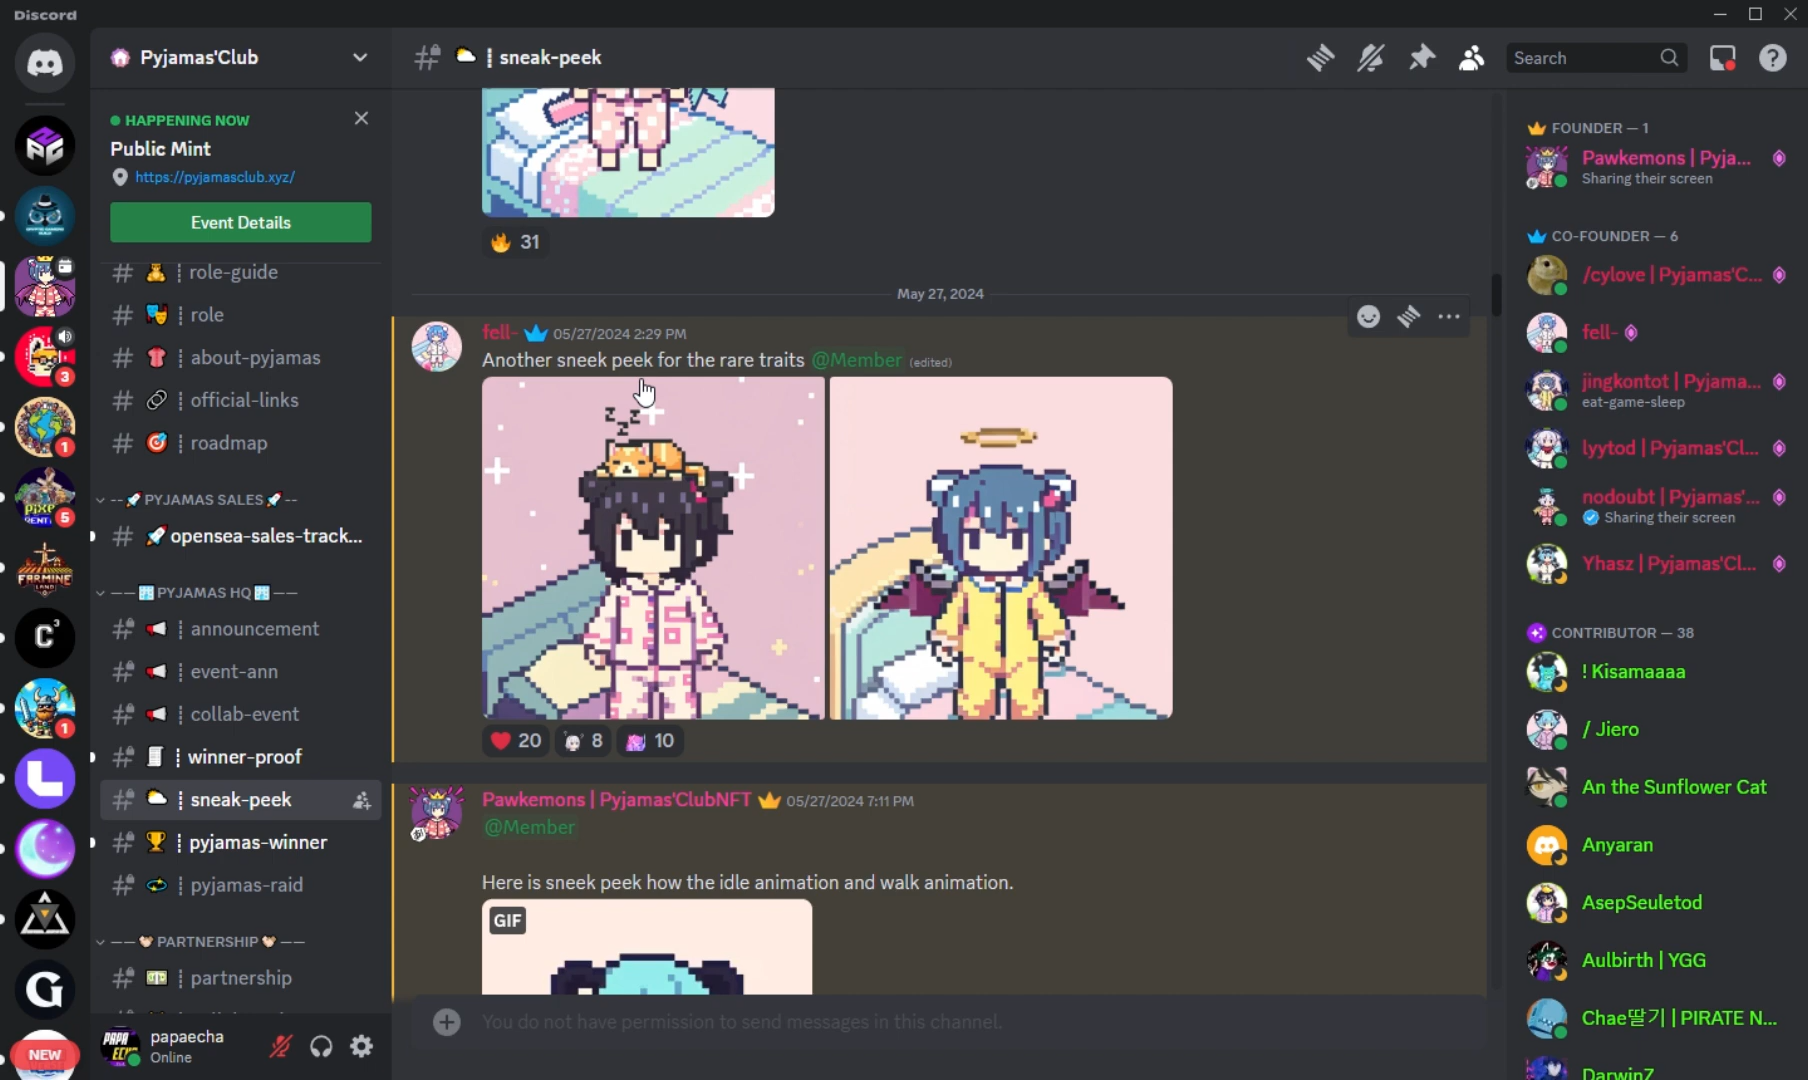 Discord
Pyjamas'Club
HAPPENING NOW
Public Mint
https://pyjamasclub.xyz/
Event Details
role-guide
role
about-pyjamas
official-links
roadmap
-- 🚀 PYJAMAS SALES 🚀 --
opensea-sales-track...
—— PYJAMAS HQ ——
announcement
event-ann
collab-event
winner-proof
sneak-peek
pyjamas-winner
pyjamas-raid
—— PARTNERSHIP ——
partnership
papaecha
Online
3
1
5
1
NEW
sneak-peek
Search
31
May 27, 2024
fell- 05/27/2024 2:29 PM
Another sneek peek for the rare traits @Member (edited)
z z z
20 8 10
Pawkemons | Pyjamas'ClubNFT 05/27/2024 7:11 PM
@Member
Here is sneek peek how the idle animation and walk animation.
GIF
You do not have permission to send messages in this channel.
FOUNDER — 1
Pawkemons | Pyja...
Sharing their screen
CO-FOUNDER — 6
/cylove | Pyjamas'C...
fell-
jingkontot | Pyjama...
eat-game-sleep
lyytod | Pyjamas'Cl...
nodoubt | Pyjamas'...
Sharing their screen
Yhasz | Pyjamas'Cl...
CONTRIBUTOR — 38
! Kisamaaaa
/ Jiero
An the Sunflower Cat
Anyaran
AsepSeuletod
Aulbirth | YGG
Chae딸기 | PIRATE N...
DarwinZ